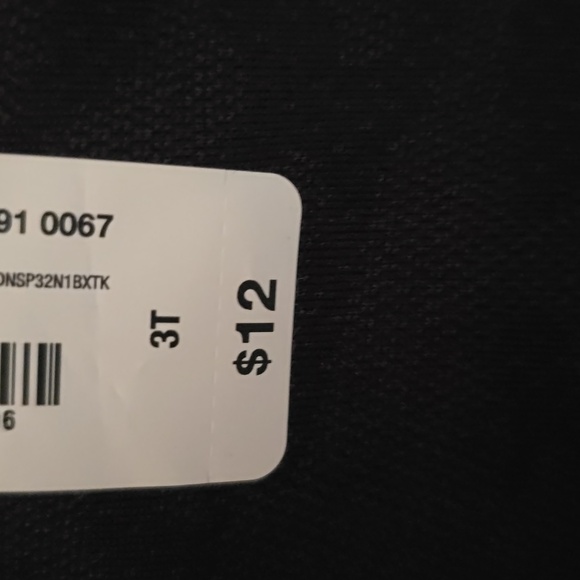 91 0067
DNSP32N1BXTK
6
3T
$12